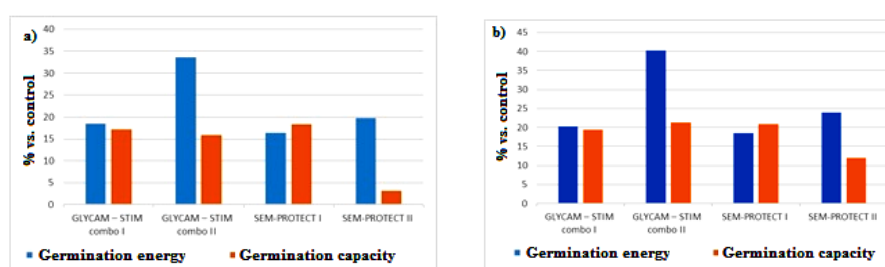 a)
% vs. control
40
35
30
25
20
15
10
5
0
GLYCAM – STIM combo I
GLYCAM – STIM combo II
SEM-PROTECT I
SEM-PROTECT II
Germination energy
Germination capacity
b)
% vs. control
45
40
35
30
25
20
15
10
5
0
GLYCAM – STIM combo I
GLYCAM – STIM combo II
SEM-PROTECT I
SEM-PROTECT II
Germination energy
Germination capacity